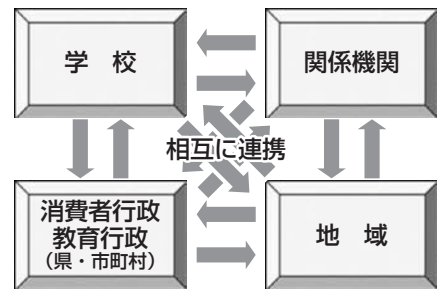 学　校
関係機関
相互に連携
消費者行政
教育行政
（県・市町村）
地　域